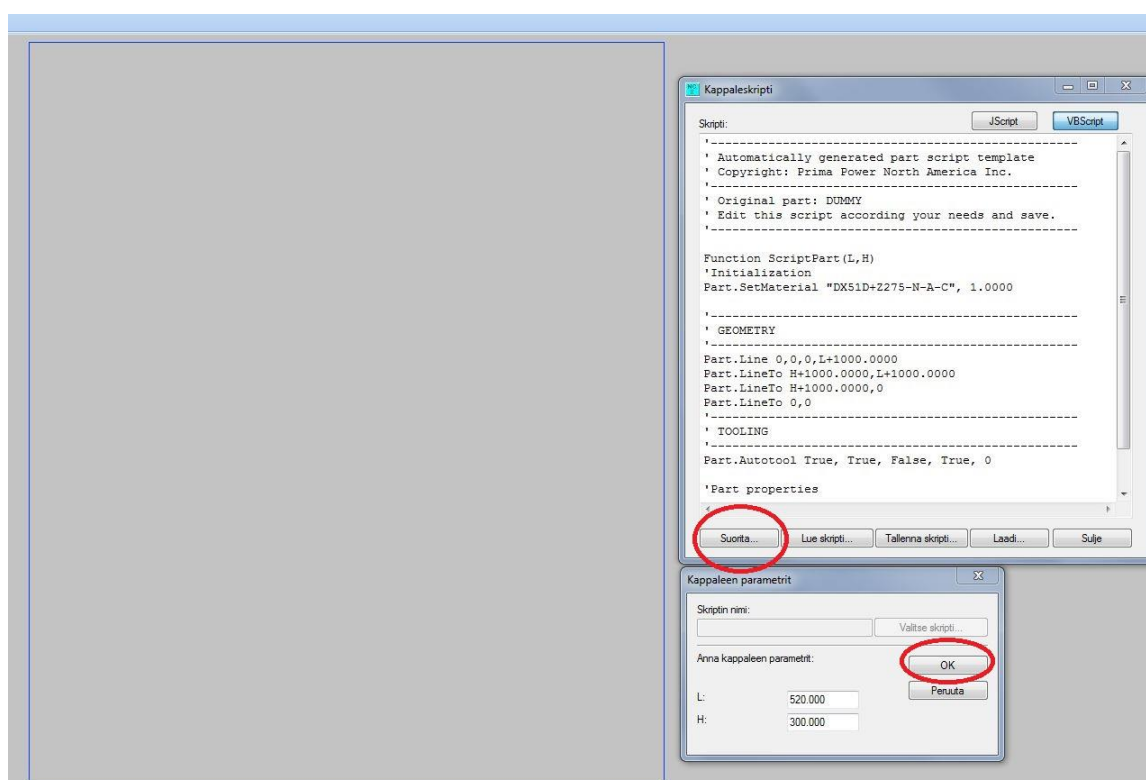 Kappaleskripti
Skripti:
JScript
VBScript
'-----------------------------------------------------
' Automatically generated part script template
' Copyright: Prima Power North America Inc.
'-----------------------------------------------------
' Original part: DUMMY
' Edit this script according your needs and save.
'-----------------------------------------------------
Function ScriptPart(L,H)
'Initialization
Part.SetMaterial "DX51D+Z275-N-A-C", 1.0000
'-----------------------------------------------------
' GEOMETRY
'-----------------------------------------------------
Part.Line 0,0,0,L+1000.0000
Part.LineTo H+1000.0000,L+1000.0000
Part.LineTo H+1000.0000,0
Part.LineTo 0,0
'-----------------------------------------------------
' TOOLING
'-----------------------------------------------------
Part.Autotool True, True, False, True, 0
'Part properties
Suorita...
Lue skripti...
Tallenna skripti...
Laadi...
Sulje
Kappaleen parametrit
Skriptin nimi:
Valitse skripti...
Anna kappaleen parametrit:
OK
Peruuta
L: 520.000
H: 300.000